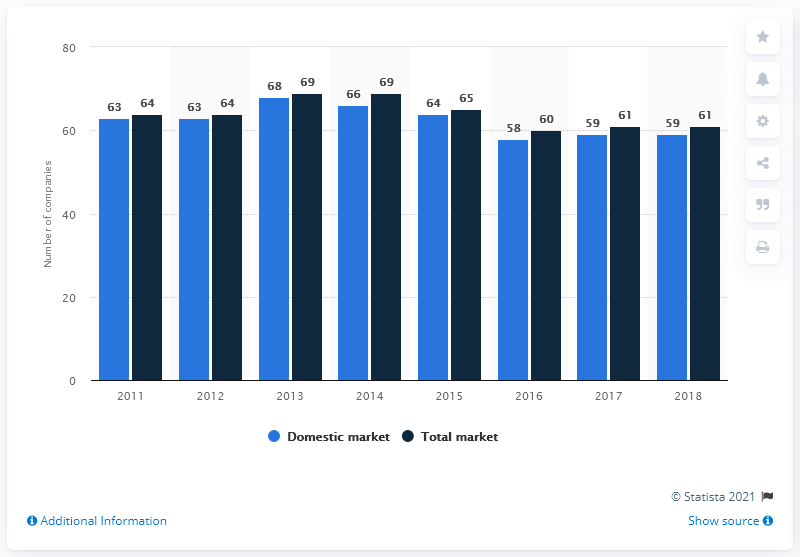 80
60
40
20
0
Number of companies
63 64 63 64 68 69 66 69 64 65 58 60 59 61 59 61
2011 2012 2013 2014 2015 2016 2017 2018
Domestic market Total market
© Statista 2021
Additional Information Show source